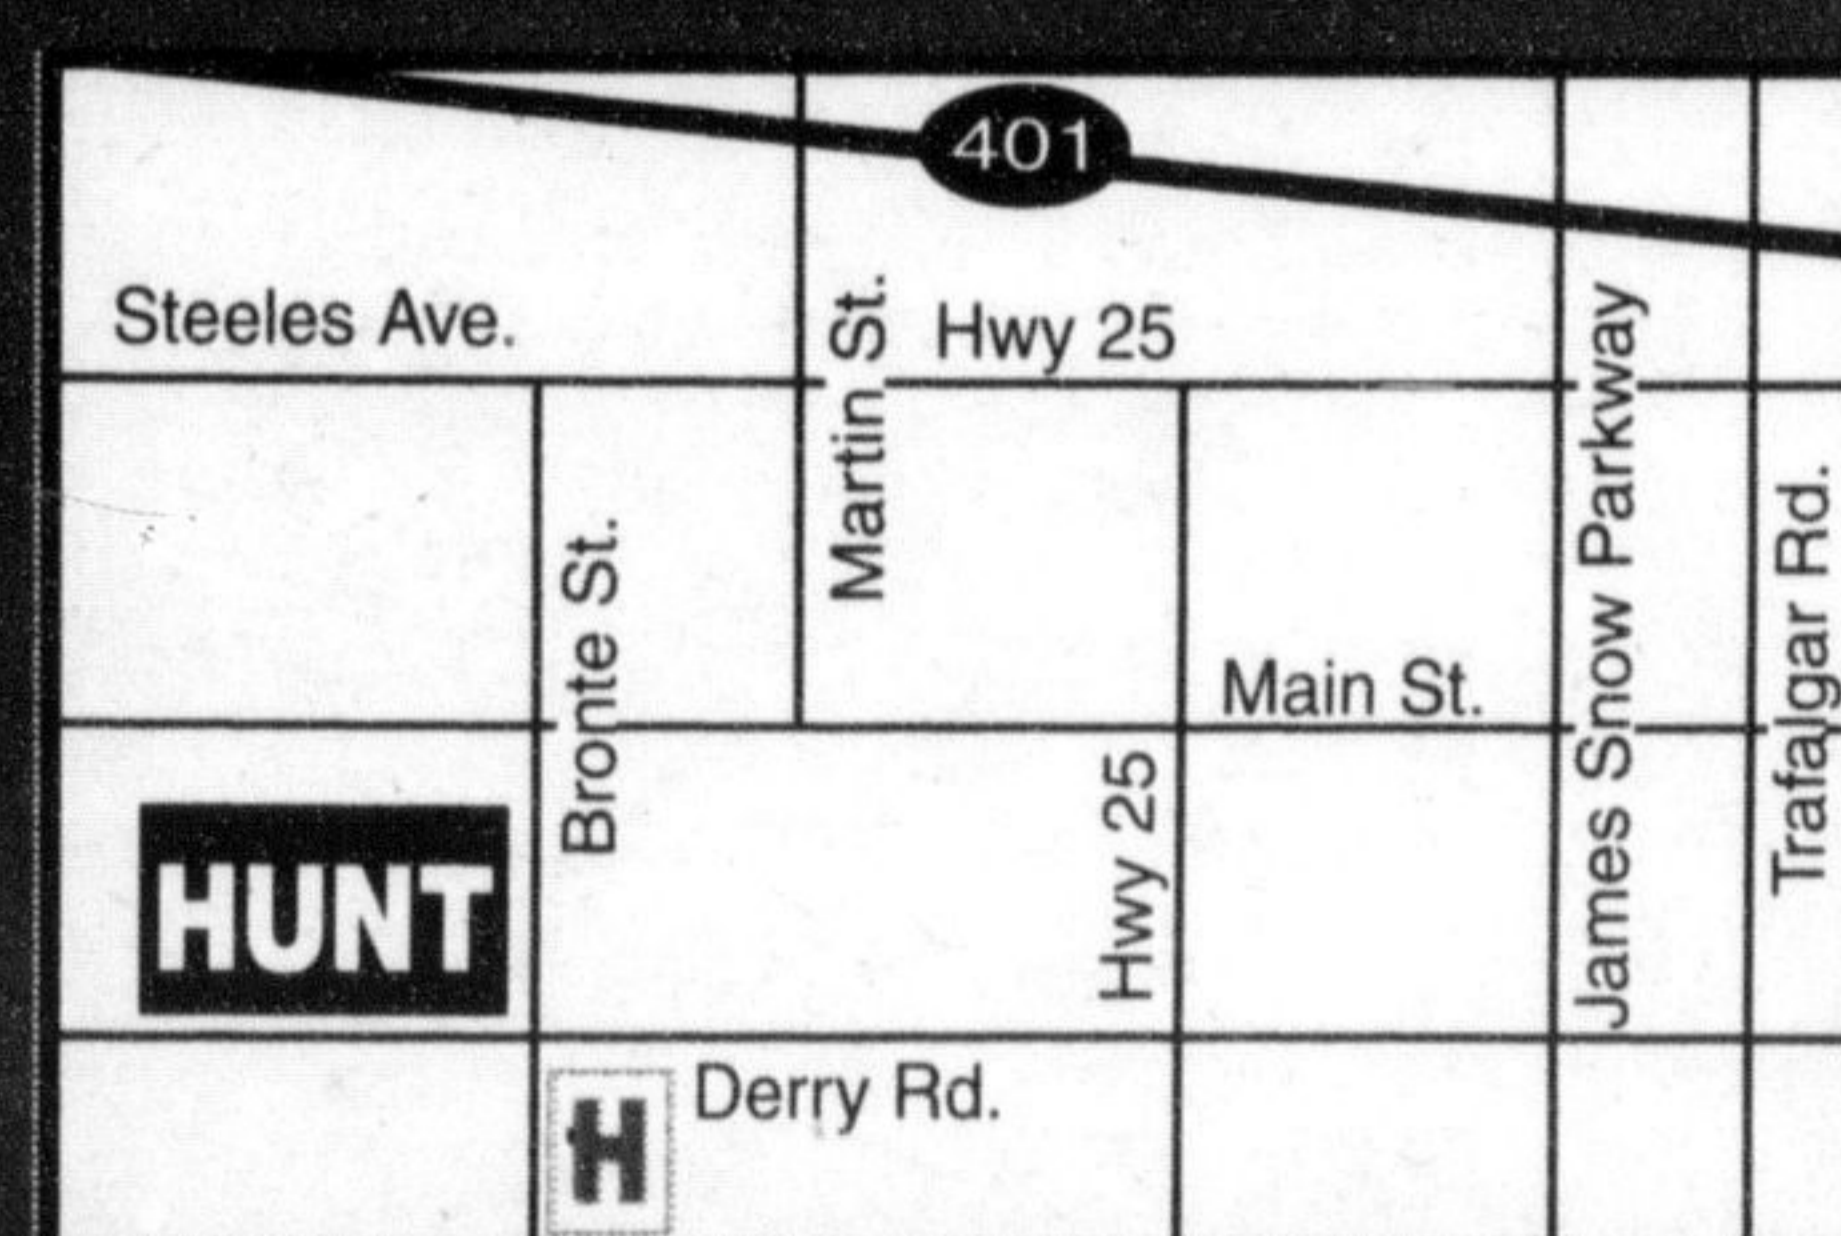 401
Steeles Ave.
Martin St.
Hwy 25
James Snow Parkway
Trafalgar Rd.
Bronte St.
Main St.
Hwy 25
HUNT
Derry Rd.
H